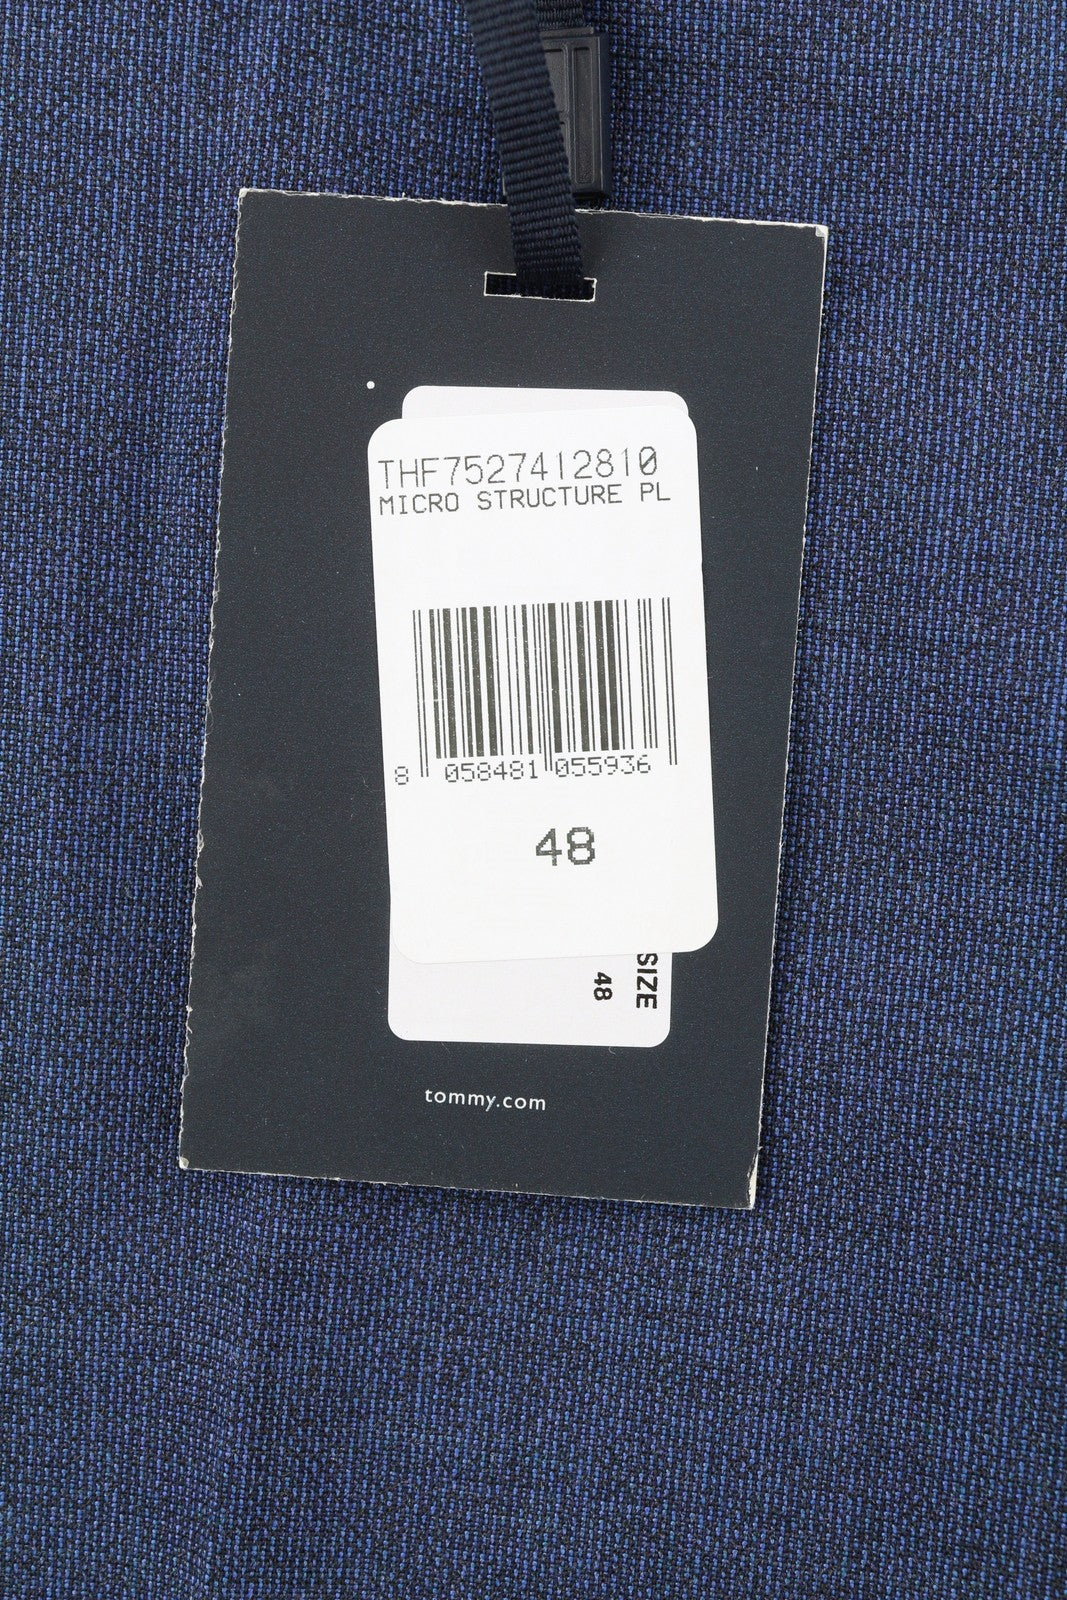 THF7527412810
MICRO STRUCTURE PL
8 058481 055936
48
SIZE
48
tommy.com